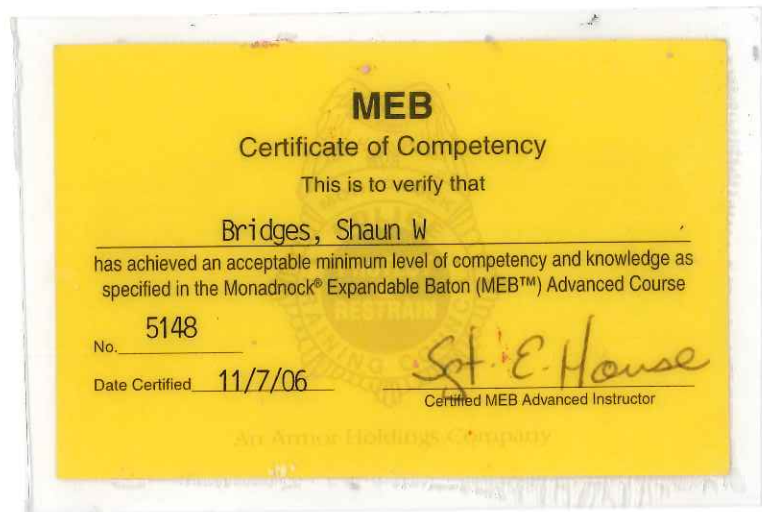 MEB
Certificate of Competency
This is to verify that
Bridges, Shaun W
has achieved an acceptable minimum level of competency and knowledge as
specified in the Monadnock® Expandable Baton (MEB™) Advanced Course
RESTRAIN
No. 5148
Date Certified 11/7/06
Sgt. E. House
Certified MEB Advanced Instructor
An Armor Holdings Company